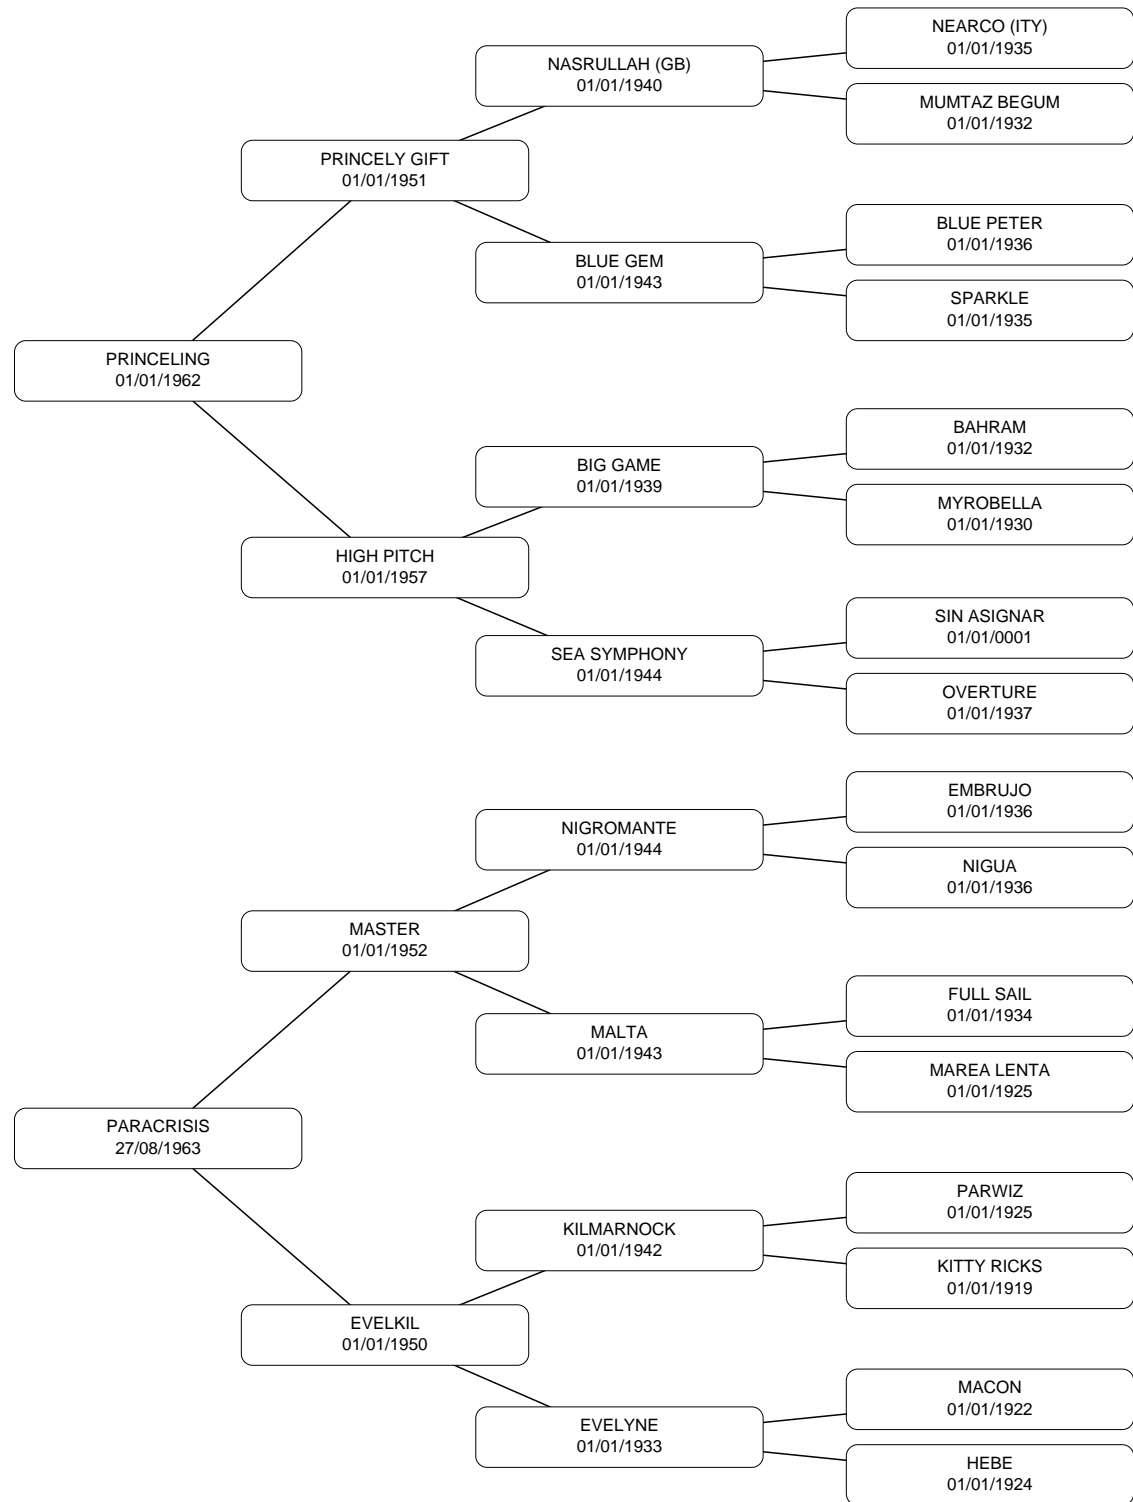 NEARCO (ITY)
01/01/1935
NASRULLAH (GB)
01/01/1940
MUMTAZ BEGUM
01/01/1932
PRINCELY GIFT
01/01/1951
BLUE PETER
01/01/1936
BLUE GEM
01/01/1943
SPARKLE
01/01/1935
PRINCELING
01/01/1962
BAHRAM
01/01/1932
BIG GAME
01/01/1939
MYROBELLA
01/01/1930
HIGH PITCH
01/01/1957
SIN ASIGNAR
01/01/0001
SEA SYMPHONY
01/01/1944
OVERTURE
01/01/1937
EMBRUJO
01/01/1936
NIGROMANTE
01/01/1944
NIGUA
01/01/1936
MASTER
01/01/1952
FULL SAIL
01/01/1934
MALTA
01/01/1943
MAREA LENTA
01/01/1925
PARACRISIS
27/08/1963
PARWIZ
01/01/1925
KILMARNOCK
01/01/1942
KITTY RICKS
01/01/1919
EVELKIL
01/01/1950
MACON
01/01/1922
EVELYNE
01/01/1933
HEBE
01/01/1924